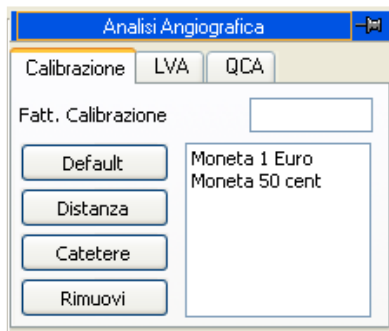 Analisi Angiografica
Calibrazione LVA QCA
Fatt. Calibrazione
Default
Moneta 1 Euro
Moneta 50 cent
Distanza
Catetere
Rimuovi